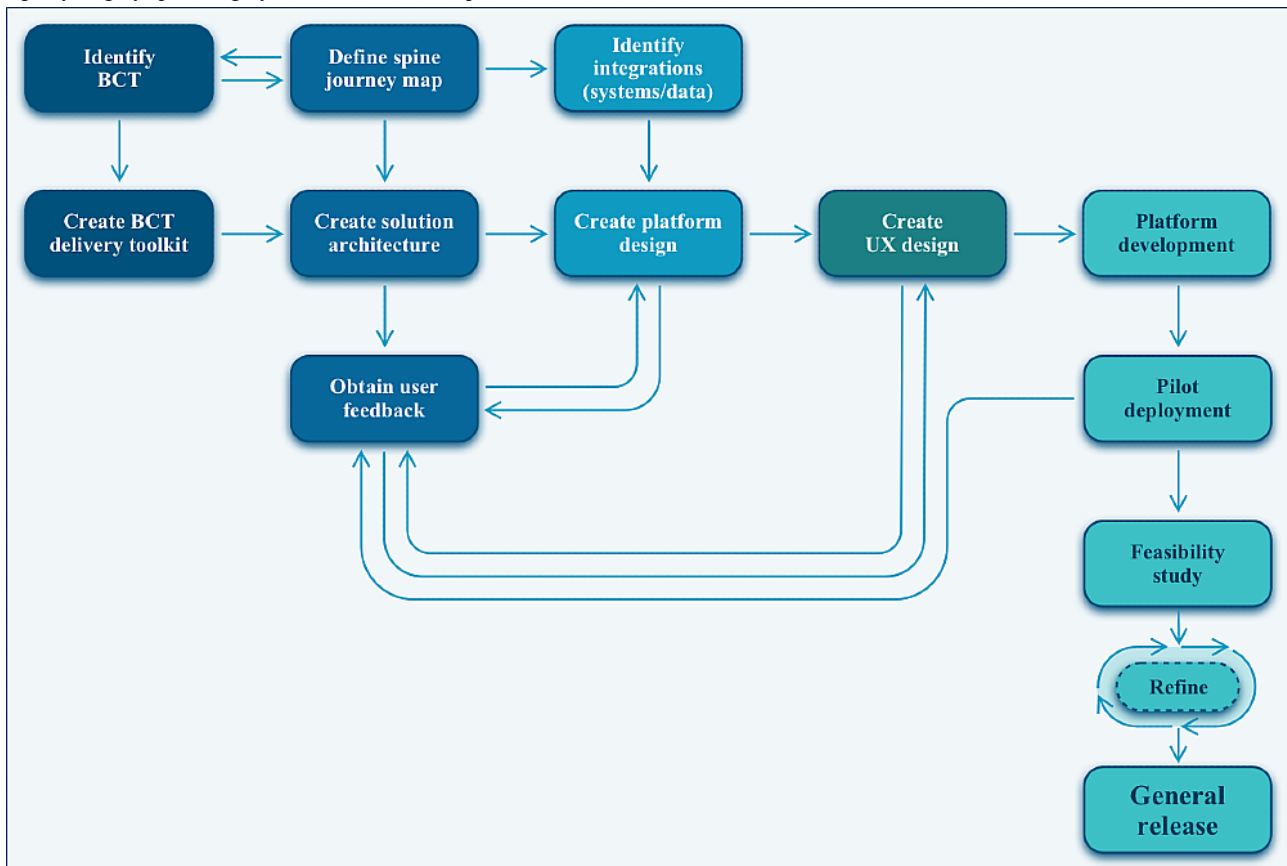 Identify
BCT
Define spine
journey map
Identify
integrations
(systems/data)
Create BCT
delivery toolkit
Create solution
architecture
Create platform
design
Create
UX design
Platform
development
Obtain user
feedback
Pilot
deployment
Feasibility
study
Refine
General
release